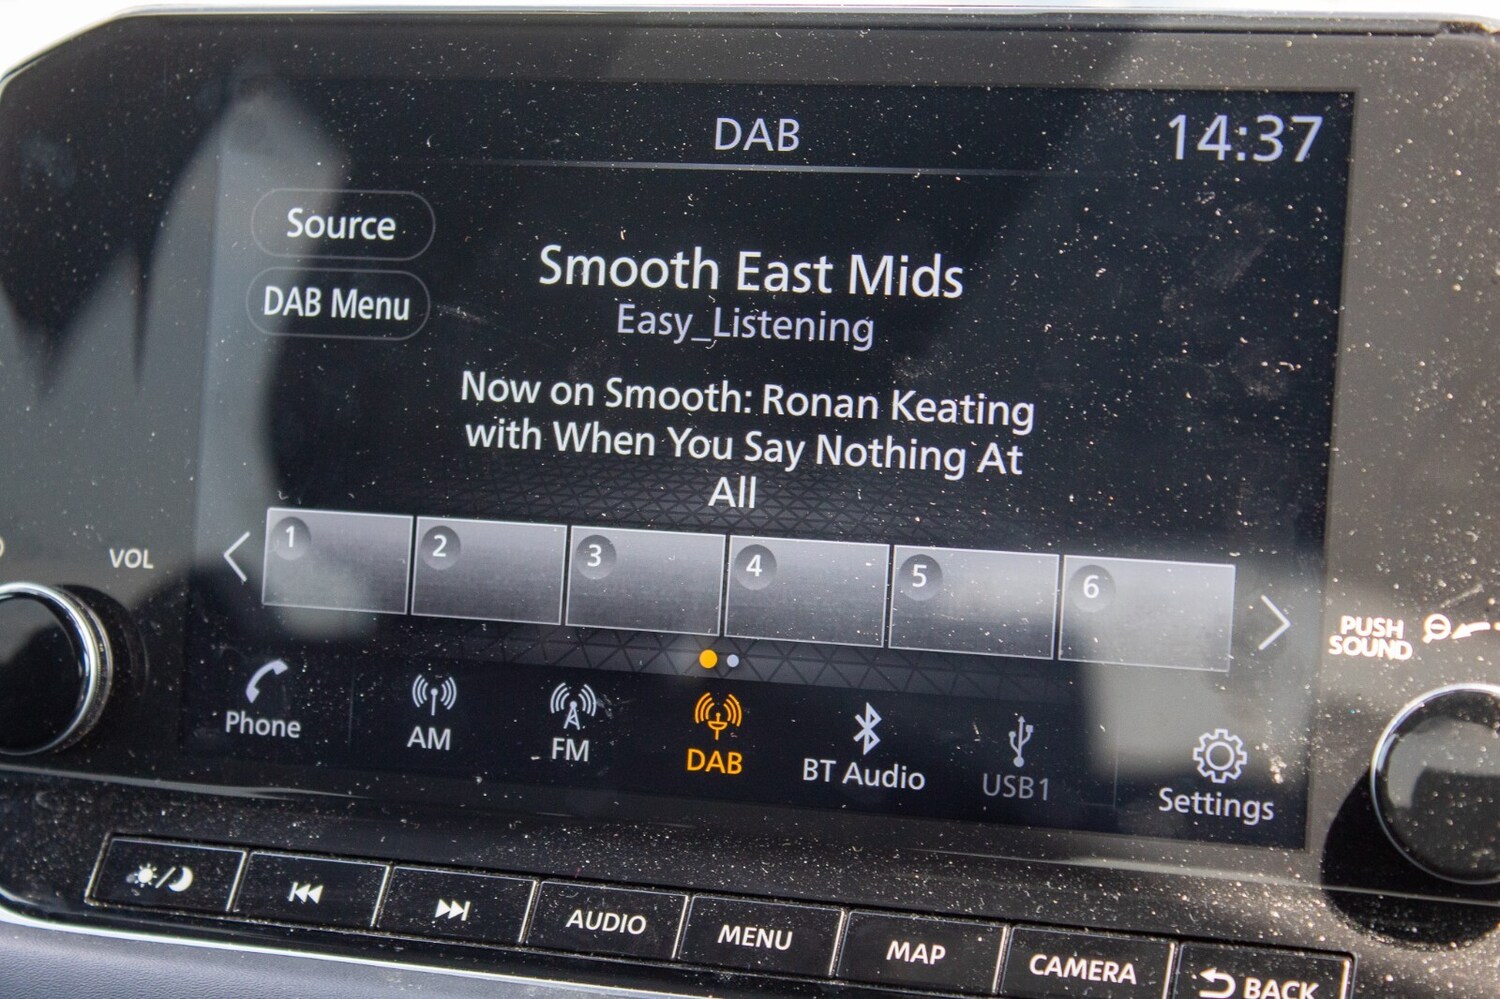 DAB
14:37
Source
DAB Menu
Smooth East Mids
Easy_Listening
Now on Smooth: Ronan Keating
with When You Say Nothing At
All
1 2 3 4 5 6
VOL
PUSH
SOUND
Phone AM FM DAB BT Audio USB1 Settings
AUDIO MENU MAP CAMERA BACK